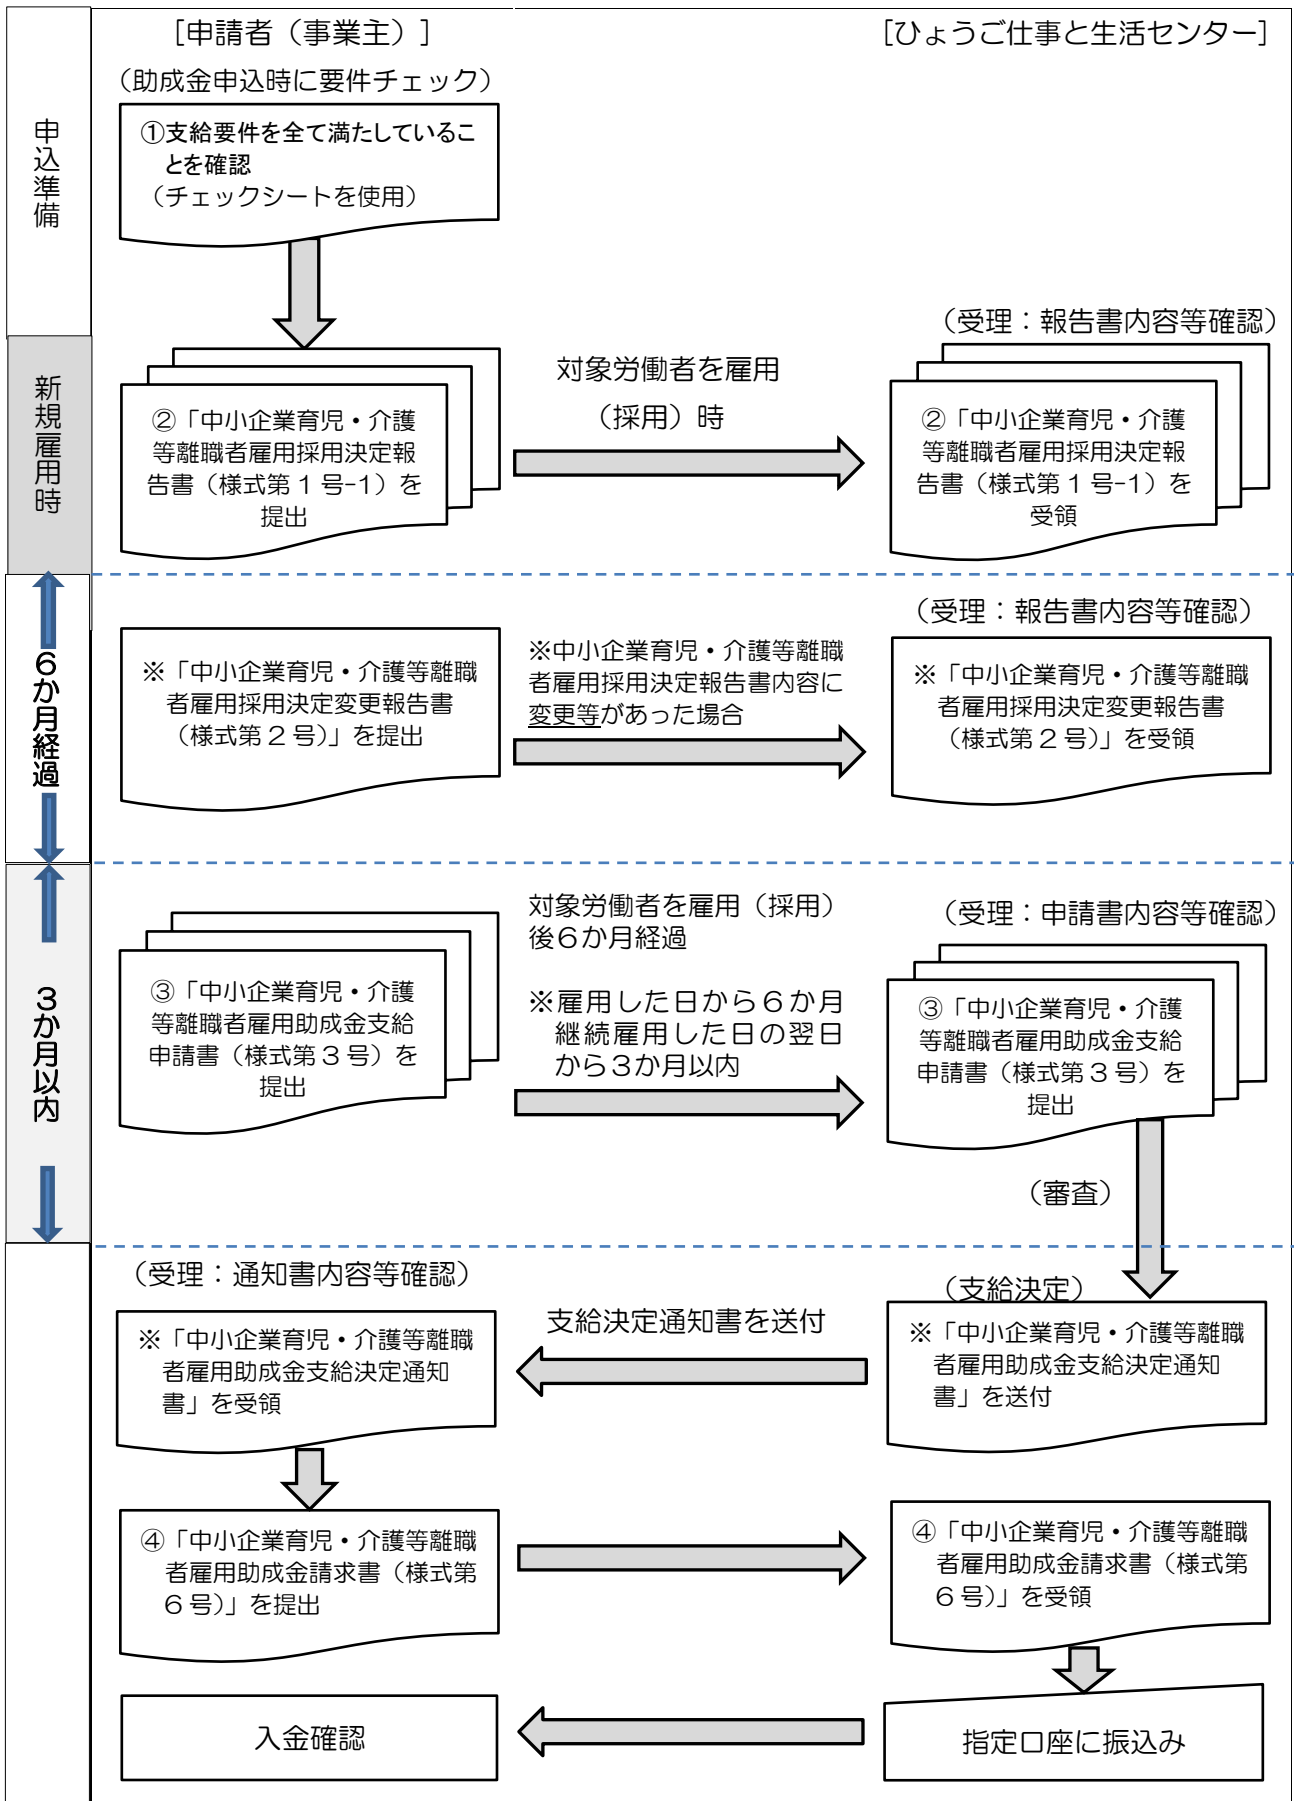 [申請者（事業主）]
[ひょうご仕事と生活センター]
（助成金申込時に要件チェック）
申込準備
①支給要件を全て満たしているこ
とを確認
（チェックシートを使用）
新規雇用時
②「中小企業育児・介護
等離職者雇用採用決定報
告書（様式第１号-1）を
提出
対象労働者を雇用
（採用）時
（受理：報告書内容等確認）
②「中小企業育児・介護
等離職者雇用採用決定報
告書（様式第１号-1）を
受領
６か月経過
※「中小企業育児・介護等離職
者雇用採用決定変更報告書
（様式第２号）」を提出
※中小企業育児・介護等離職
者雇用採用決定報告書内容に
変更等があった場合
（受理：報告書内容等確認）
※「中小企業育児・介護等離職
者雇用採用決定変更報告書
（様式第２号）」を受領
３か月以内
③「中小企業育児・介護
等離職者雇用助成金支給
申請書（様式第３号）を
提出
対象労働者を雇用（採用）
後６か月経過
※雇用した日から６か月
継続雇用した日の翌日
から３か月以内
（受理：申請書内容等確認）
③「中小企業育児・介護
等離職者雇用助成金支給
申請書（様式第３号）を
提出
（審査）
（受理：通知書内容等確認）
※「中小企業育児・介護等離職
者雇用助成金支給決定通知
書」を受領
支給決定通知書を送付
（支給決定）
※「中小企業育児・介護等離職
者雇用助成金支給決定通知
書」を送付
④「中小企業育児・介護等離職
者雇用助成金請求書（様式第
６号）」を提出
④「中小企業育児・介護等離職
者雇用助成金請求書（様式第
６号）」を受領
入金確認
指定口座に振込み